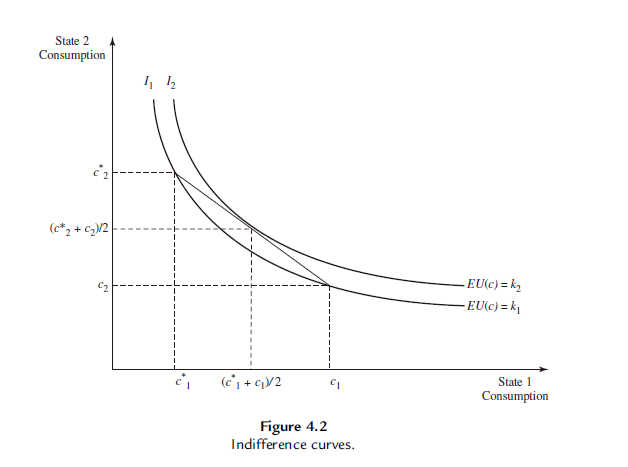 State 2
Consumption
I₁ I₂
c*₂
(c*₂ + c₂)/2
c₂
EU(c) = k₂
EU(c) = k₁
c*₁ (c*₁ + c₁)/2 c₁
State 1
Consumption
Figure 4.2
Indifference curves.